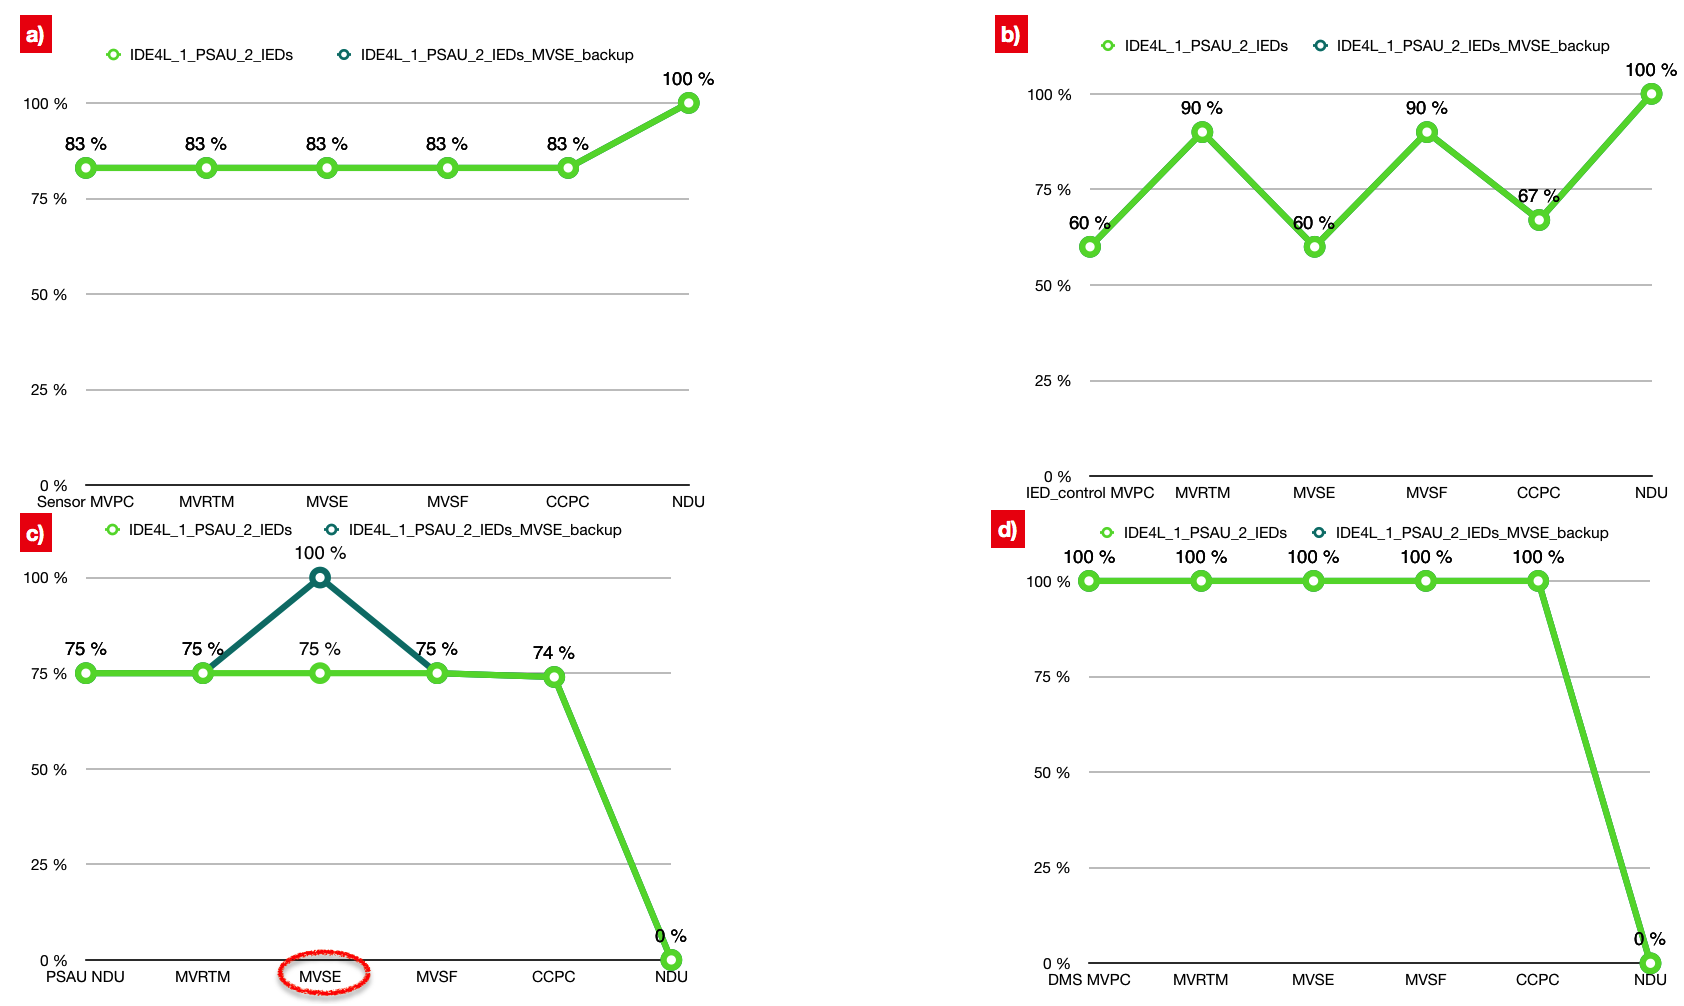 a)
IDE4L_1_PSAU_2_IEDs IDE4L_1_PSAU_2_IEDs_MVSE_backup
100 %
100 %
83 % 83 % 83 % 83 % 83 %
75 %
50 %
25 %
0 %
Sensor MVPC MVRTM MVSE MVSF CCPC NDU
b)
IDE4L_1_PSAU_2_IEDs IDE4L_1_PSAU_2_IEDs_MVSE_backup
100 %
100 %
90 % 90 %
75 %
67 %
60 % 60 %
50 %
25 %
0 %
IED_control MVPC MVRTM MVSE MVSF CCPC NDU
c)
IDE4L_1_PSAU_2_IEDs IDE4L_1_PSAU_2_IEDs_MVSE_backup
100 %
100 %
75 % 75 % 75 % 75 % 74 %
75 %
50 %
25 %
0 %
0 %
PSAU NDU MVRTM MVSE MVSF CCPC NDU
d)
IDE4L_1_PSAU_2_IEDs IDE4L_1_PSAU_2_IEDs_MVSE_backup
100 % 100 % 100 % 100 % 100 %
100 %
75 %
50 %
25 %
0 %
0 %
DMS MVPC MVRTM MVSE MVSF CCPC NDU